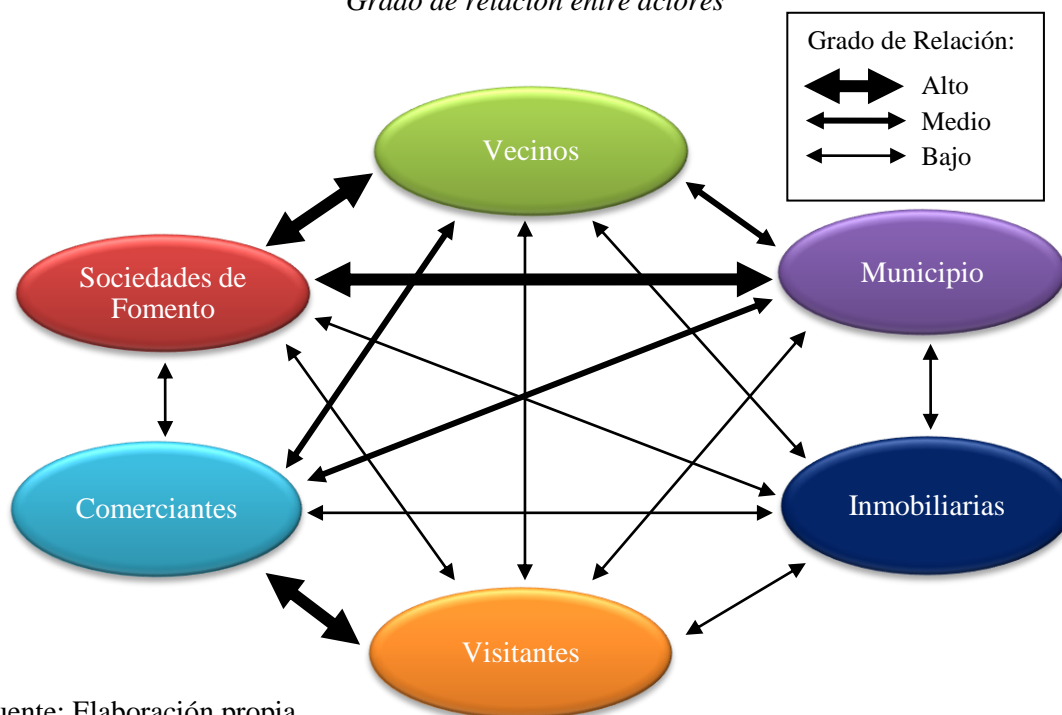 Grado de relación entre actores
Grado de Relación:
Alto
Medio
Bajo
Vecinos
Sociedades de
Fomento
Municipio
Comerciantes
Inmobiliarias
Visitantes
uente: Elaboración propia